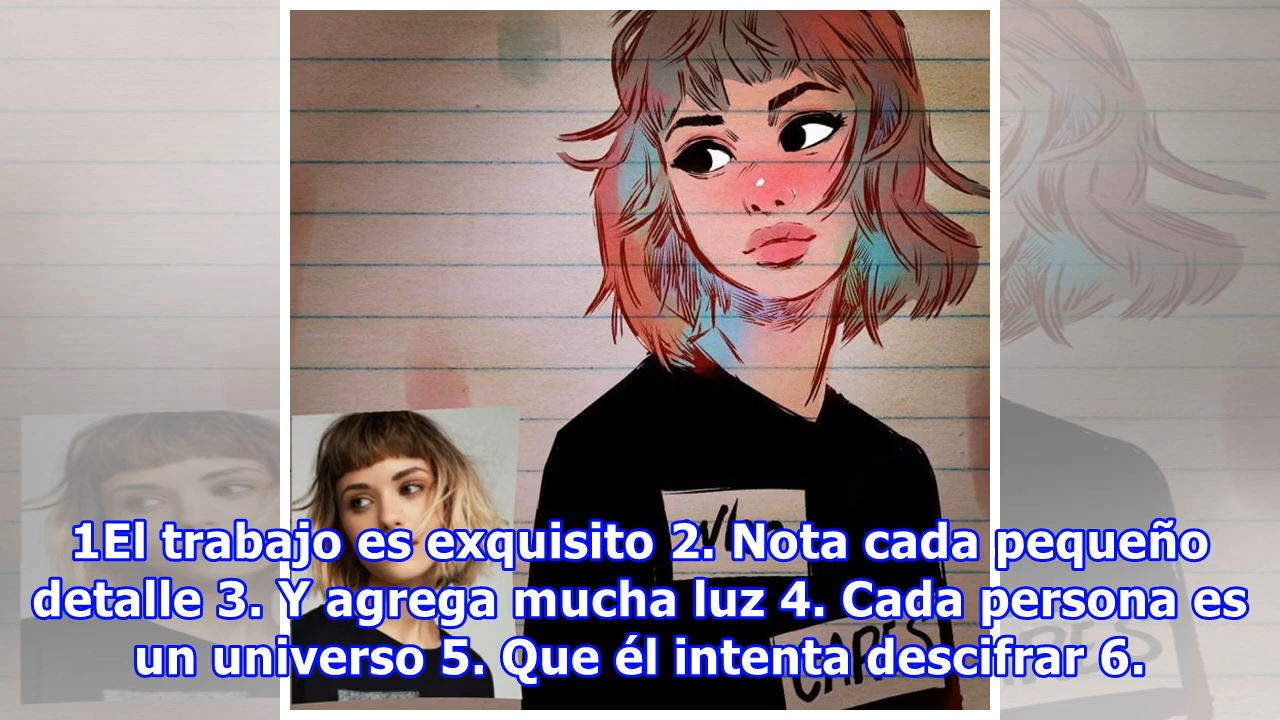 1El trabajo es exquisito 2. Nota cada pequeño
detalle 3. Y agrega mucha luz 4. Cada persona es
un universo 5. Que él intenta descifrar 6.
CARES